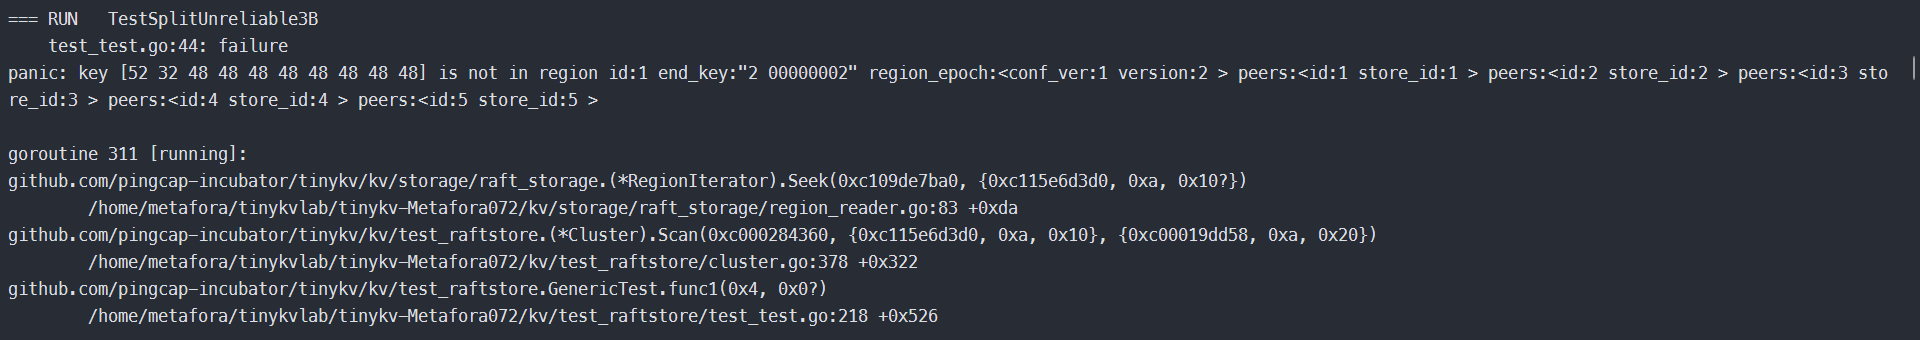 === RUN   TestSplitUnreliable3B
    test_test.go:44: failure
panic: key [52 32 48 48 48 48 48 48 48 48] is not in region id:1 end_key:"2 00000002" region_epoch:<conf_ver:1 version:2 > peers:<id:1 store_id:1 > peers:<id:2 store_id:2 > peers:<id:3 sto
re_id:3 > peers:<id:4 store_id:4 > peers:<id:5 store_id:5 >
goroutine 311 [running]:
github.com/pingcap-incubator/tinykv/kv/storage/raft_storage.(*RegionIterator).Seek(0xc109de7ba0, {0xc115e6d3d0, 0xa, 0x10?})
        /home/metafora/tinykvlab/tinykv-Metafora072/kv/storage/raft_storage/region_reader.go:83 +0xda
github.com/pingcap-incubator/tinykv/kv/test_raftstore.(*Cluster).Scan(0xc000284360, {0xc115e6d3d0, 0xa, 0x10}, {0xc00019dd58, 0xa, 0x20})
        /home/metafora/tinykvlab/tinykv-Metafora072/kv/test_raftstore/cluster.go:378 +0x322
github.com/pingcap-incubator/tinykv/kv/test_raftstore.GenericTest.func1(0x4, 0x0?)
        /home/metafora/tinykvlab/tinykv-Metafora072/kv/test_raftstore/test_test.go:218 +0x526